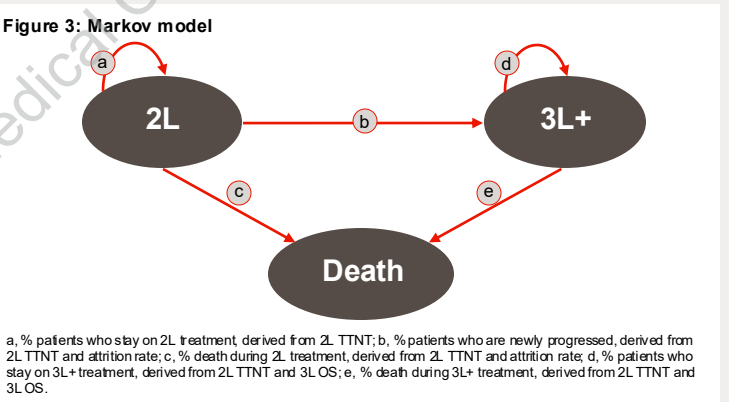 Figure 3: Markov model
a
d
2L
b
3L+
c
e
Death
a, % patients who stay on 2L treatment, derived from 2L TTNT; b, % patients who are newly progressed, derived from
2L TTNT and attrition rate; c, % death during 2L treatment, derived from 2L TTNT and attrition rate; d, % patients who
stay on 3L+ treatment, derived from 2L TTNT and 3L OS; e, % death during 3L+ treatment, derived from 2L TTNT and
3L OS.